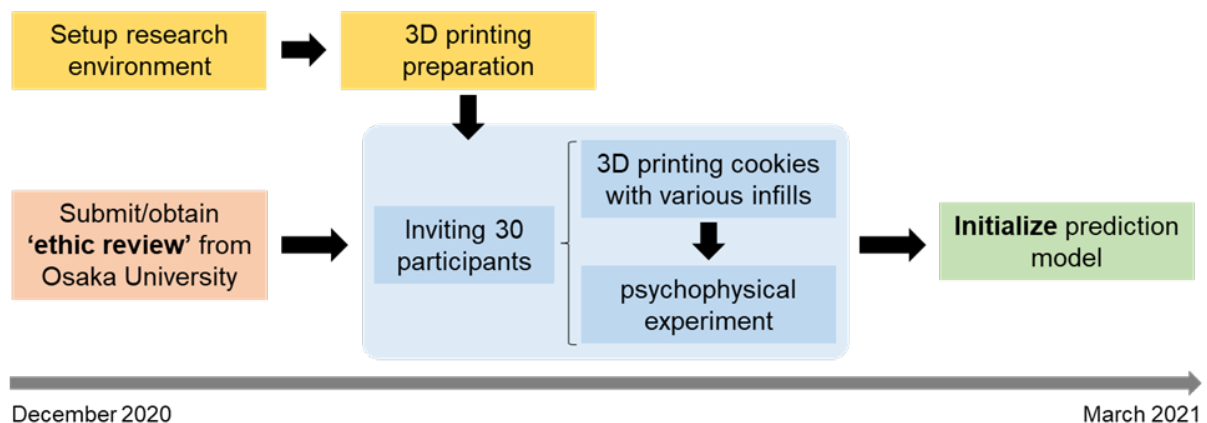 Setup research
environment
3D printing
preparation
Submit/obtain
‘ethic review’ from
Osaka University
Inviting 30
participants
3D printing cookies
with various infills
psychophysical
experiment
Initialize prediction
model
December 2020
March 2021